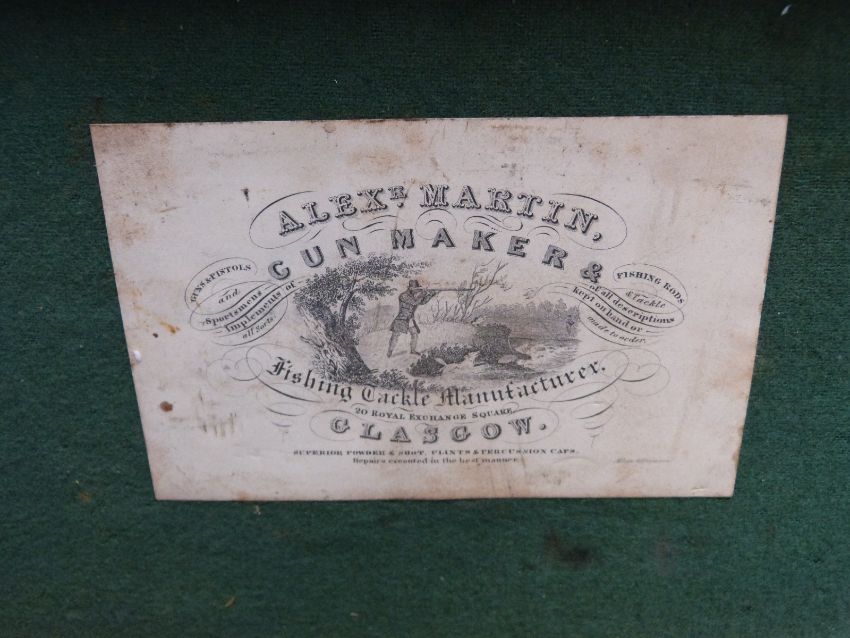 ALEX.R MARTIN,
GUN MAKER &
GUNS & PISTOLS
and
Sportsmens
Implements of
all Sorts.
FISHING RODS
& Tackle
of all descriptions
kept on hand or
made to order.
Fishing Tackle Manufacturer.
20 ROYAL EXCHANGE SQUARE
GLASGOW.
SUPERIOR POWDER & SHOT. FLINTS & PERCUSSION CAPS.
Repairs executed in the best manner.